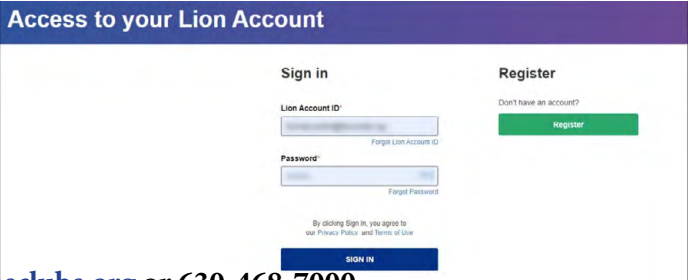 Access to your Lion Account
Sign in
Lion Account ID*
Forgot Lion Account ID
Password*
Forgot Password
By clicking Sign In, you agree to
our Privacy Policy and Terms of Use
SIGN IN
Register
Don't have an account?
Register
or 630-468-7000